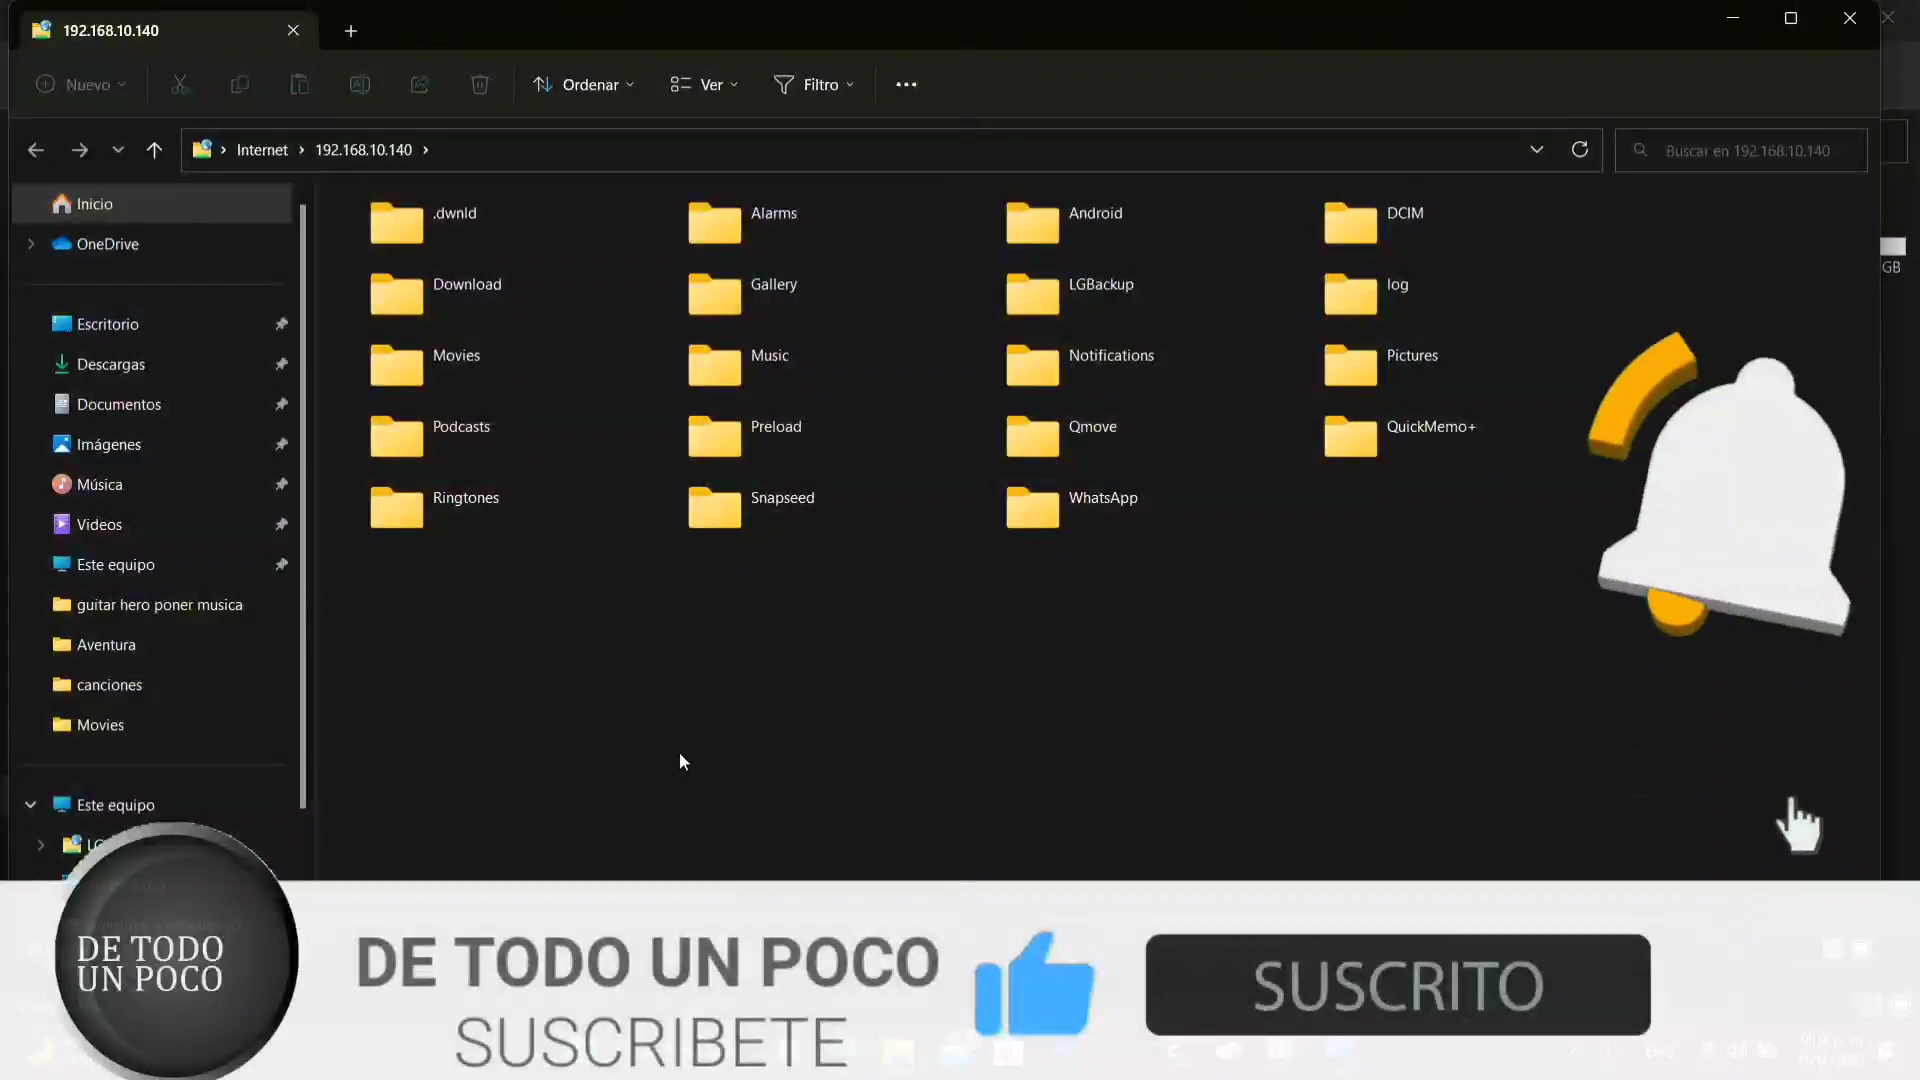 192.168.10.140
Nuevo
Ordenar
Ver
Filtro
Internet
192.168.10.140
Buscar en 192.168.10.140
Inicio
OneDrive
Escritorio
Descargas
Documentos
Imágenes
Música
Videos
Este equipo
guitar hero poner musica
Aventura
canciones
Movies
Este equipo
.dwnld
Alarms
Android
DCIM
Download
Gallery
LGBackup
log
Movies
Music
Notifications
Pictures
Podcasts
Preload
Qmove
QuickMemo+
Ringtones
Snapseed
WhatsApp
GB
DE TODO
UN POCO
DE TODO UN POCO
SUSCRIBETE
SUSCRITO